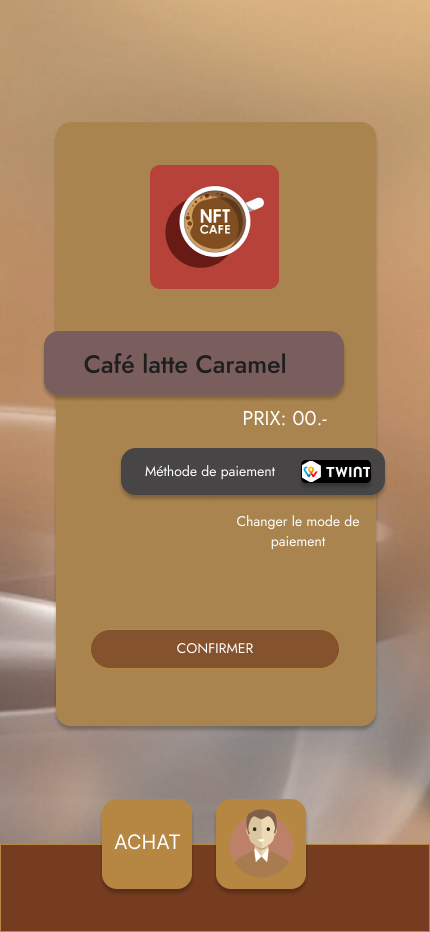 NFT
CAFE
Café latte Caramel
PRIX: 00.-
Méthode de paiement TWINT
Changer le mode de
paiement
CONFIRMER
ACHAT